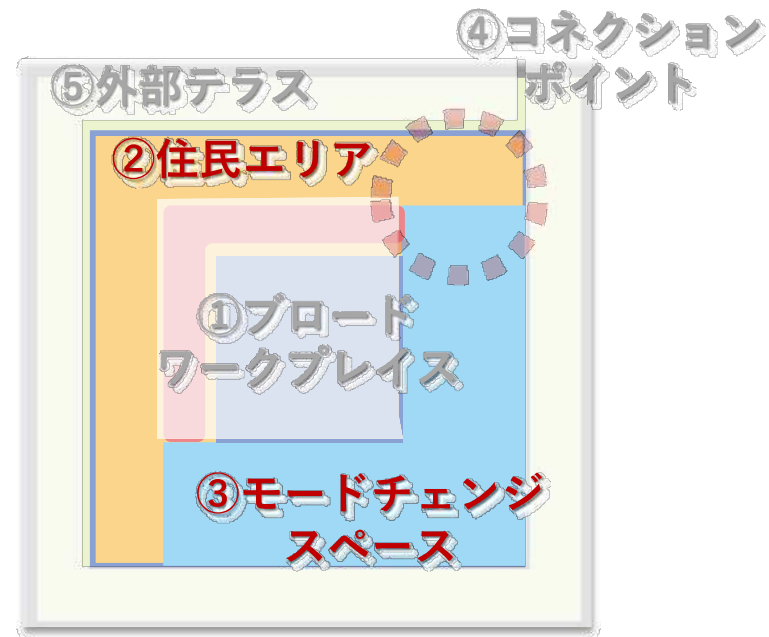 ④コネクション
ポイント
⑤外部テラス
②住民エリア
①ブロード
ワークプレイス
③モードチェンジ
スペース